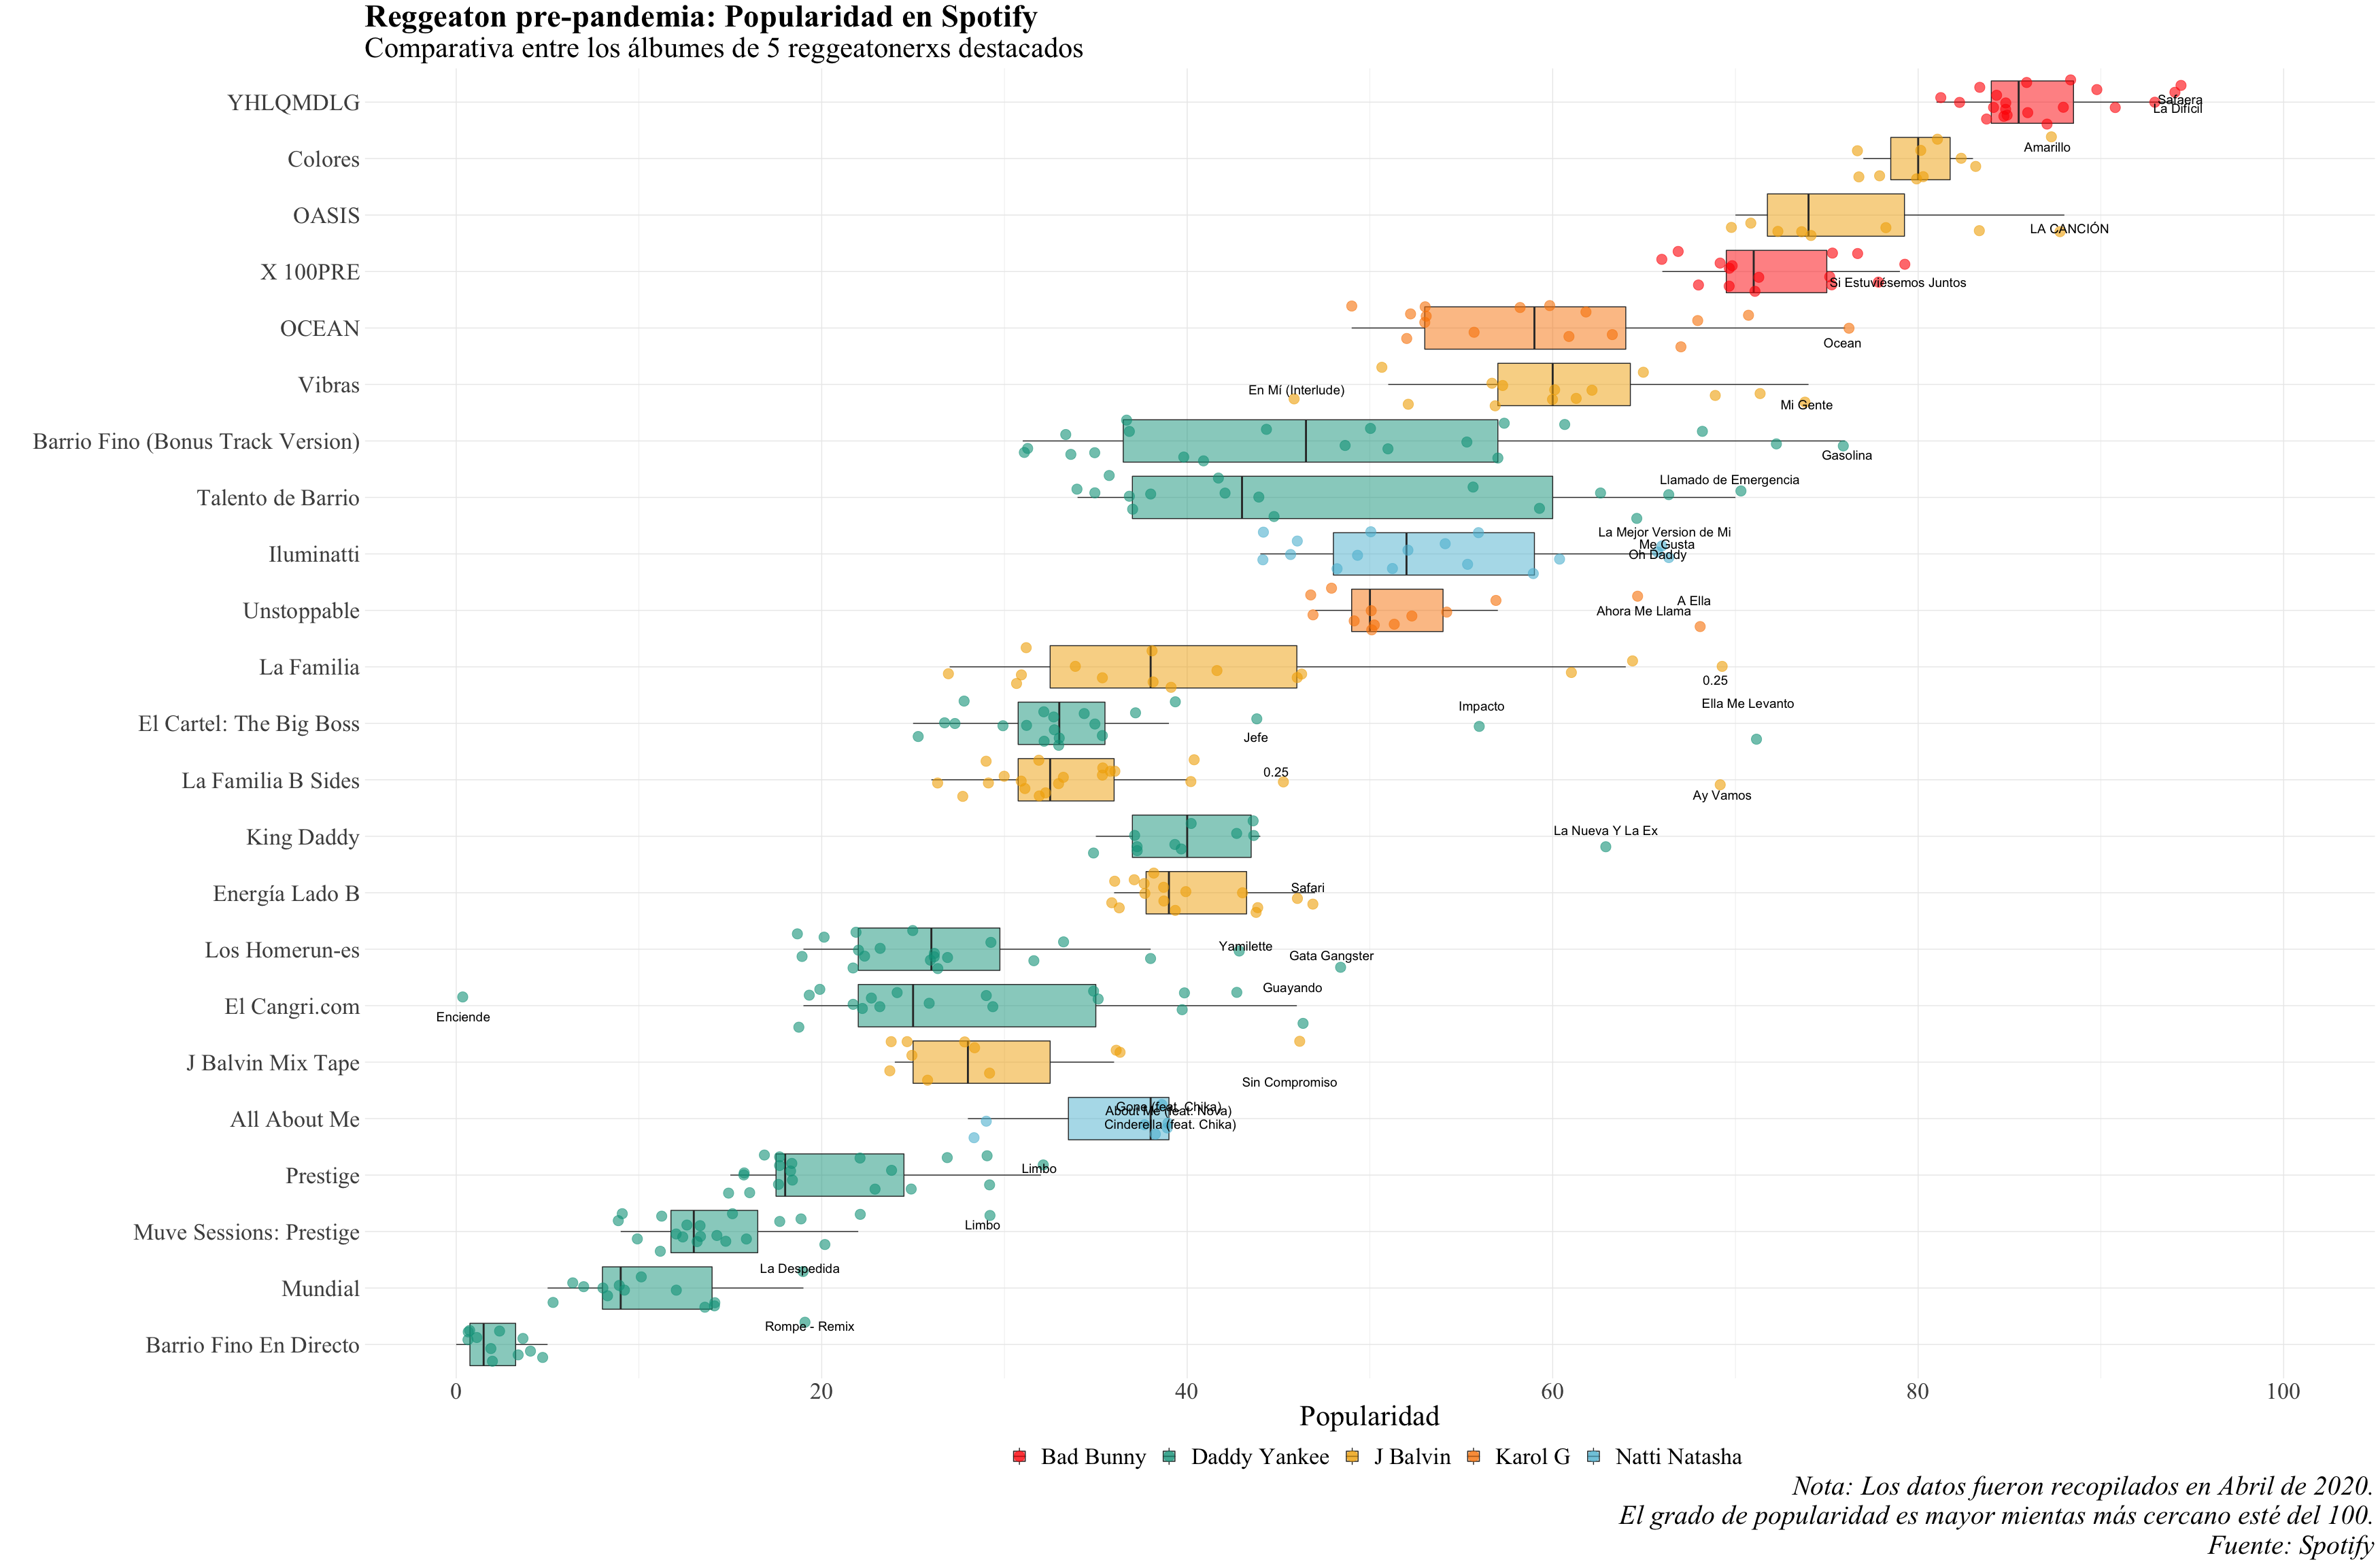 Reggeaton pre-pandemia: Popularidad en Spotify
Comparativa entre los álbumes de 5 reggeatonerxs destacados
YHLQMDLG
Safaera
La Difícil
Colores
Amarillo
OASIS
LA CANCIÓN
X 100PRE
Si Estuviésemos Juntos
OCEAN
Ocean
Vibras
En Mí (Interlude)
Mi Gente
Barrio Fino (Bonus Track Version)
Gasolina
Talento de Barrio
Llamado de Emergencia
Iluminatti
La Mejor Version de Mi
Me Gusta
Oh Daddy
Unstoppable
A Ella
Ahora Me Llama
La Familia
0.25
El Cartel: The Big Boss
Ella Me Levanto
Impacto
Jefe
La Familia B Sides
0.25
Ay Vamos
King Daddy
La Nueva Y La Ex
Energía Lado B
Safari
Los Homerun-es
Yamilette
Gata Gangster
El Cangri.com
Guayando
Enciende
J Balvin Mix Tape
Sin Compromiso
All About Me
Gone (feat. Chika)
About Me (feat. Nova)
Cinderella (feat. Chika)
Prestige
Limbo
Muve Sessions: Prestige
Limbo
Mundial
La Despedida
Barrio Fino En Directo
Rompe - Remix
0 20 40 60 80 100
Popularidad
Bad Bunny Daddy Yankee J Balvin Karol G Natti Natasha
Nota: Los datos fueron recopilados en Abril de 2020.
El grado de popularidad es mayor mientas más cercano esté del 100.
Fuente: Spotify